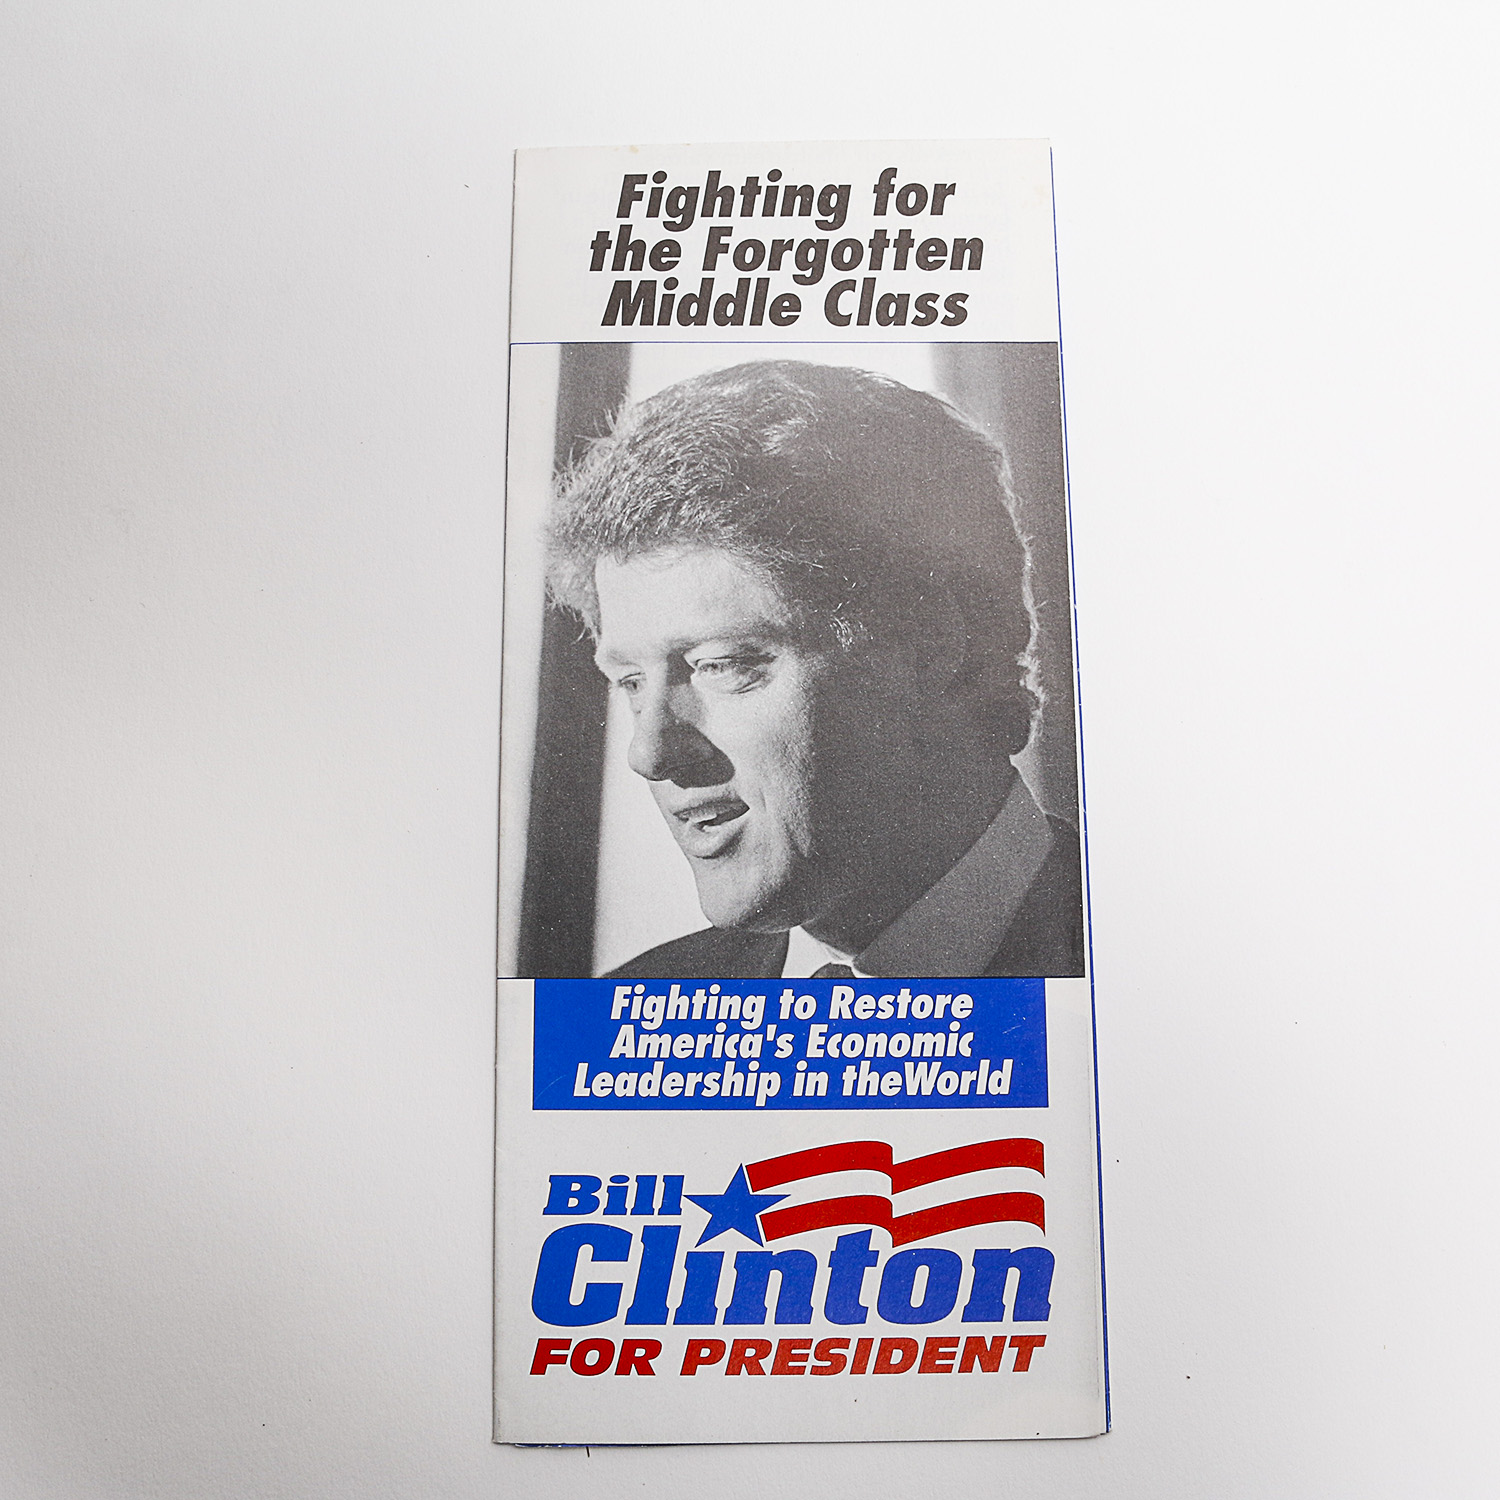 Fighting for
the Forgotten
Middle Class
Fighting to Restore
America's Economic
Leadership in theWorld
Bill
Clinton
FOR PRESIDENT